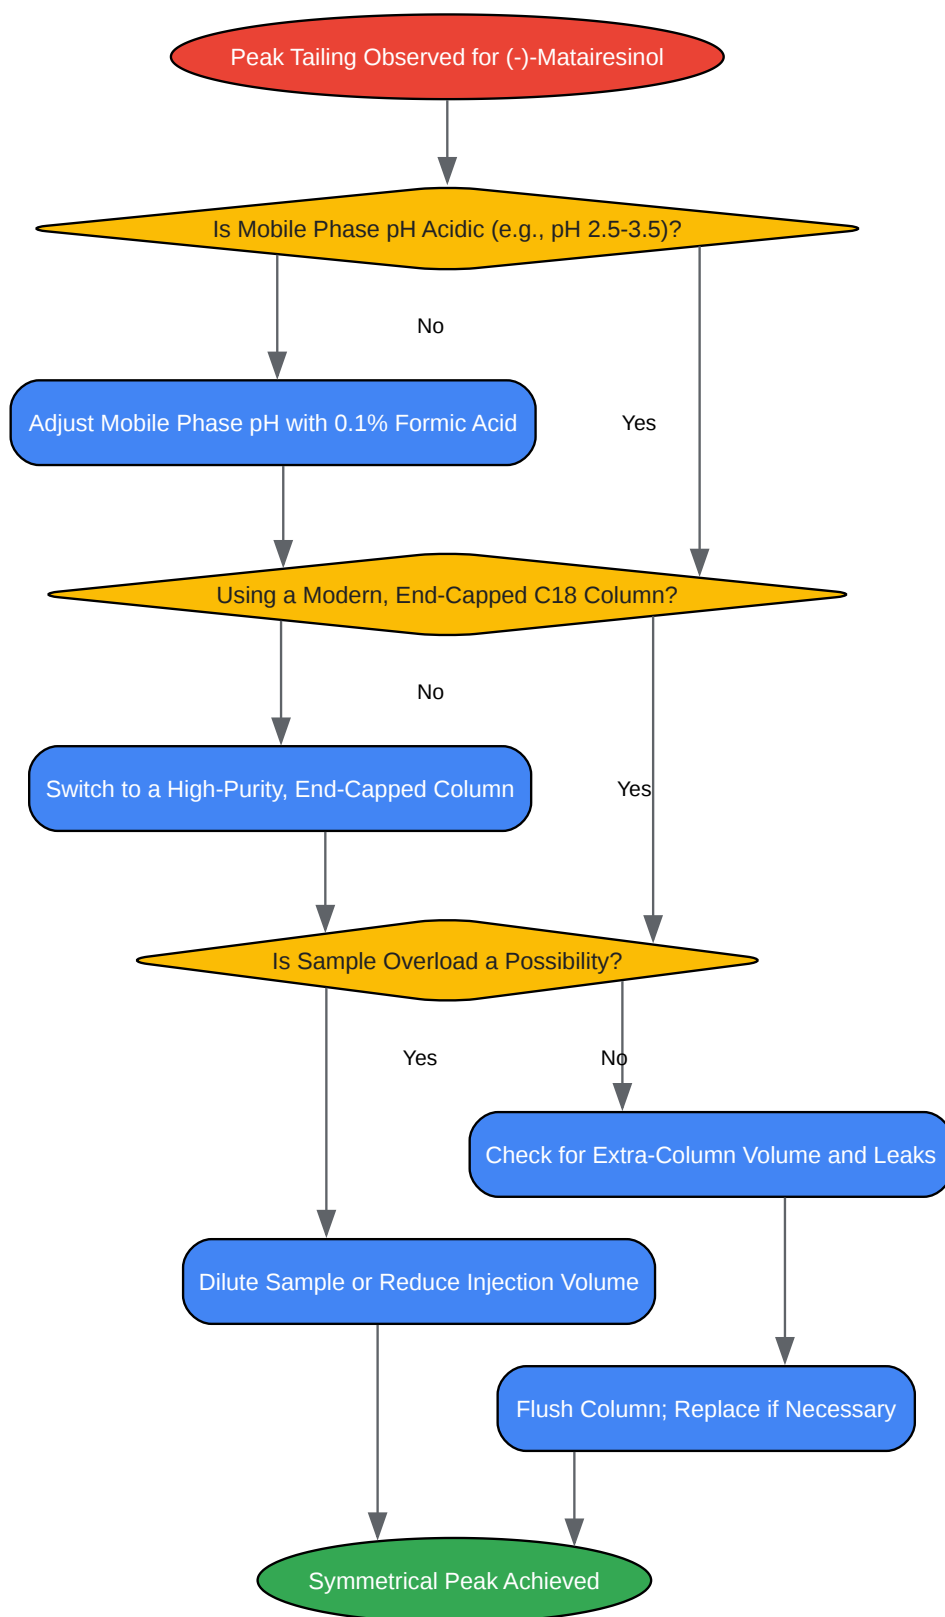 Peak Tailing Observed for (-)-Matairesinol
Is Mobile Phase pH Acidic (e.g., pH 2.5-3.5)?
No
Adjust Mobile Phase pH with 0.1% Formic Acid
Yes
Using a Modern, End-Capped C18 Column?
No
Switch to a High-Purity, End-Capped Column
Yes
Is Sample Overload a Possibility?
Yes
No
Check for Extra-Column Volume and Leaks
Dilute Sample or Reduce Injection Volume
Flush Column; Replace if Necessary
Symmetrical Peak Achieved